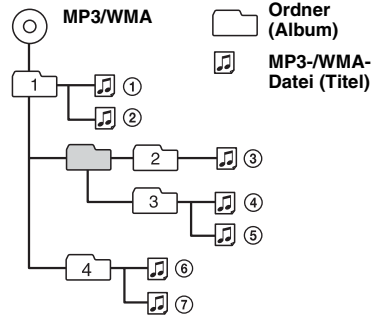 MP3/WMA
Ordner
(Album)
MP3-/WMA-
Datei (Titel)
1
①
②
2
③
3
④
⑤
4
⑥
⑦